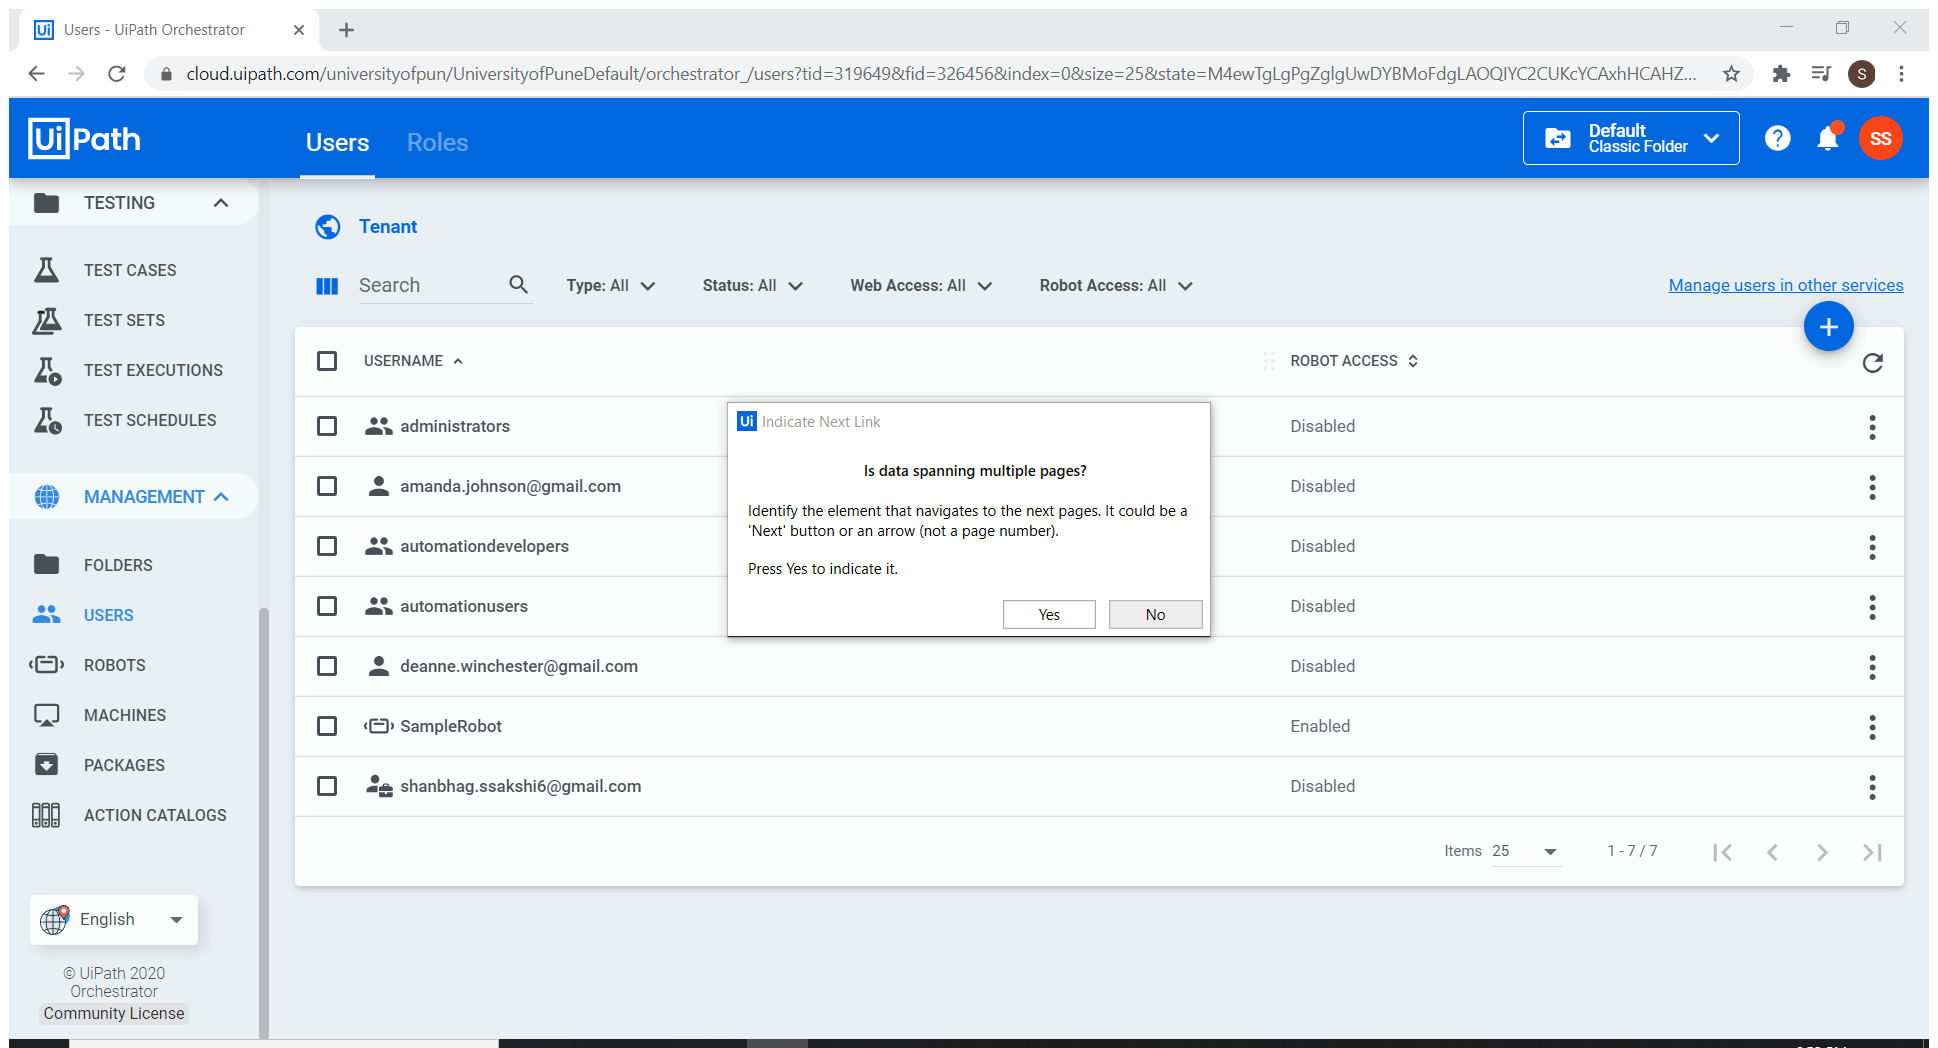 Ui Users - UiPath Orchestrator
cloud.uipath.com/universityofpun/UniversityofPuneDefault/orchestrator_/users?tid=319649&fid=326456&index=0&size=25&state=M4ewTgLgPgZglgUwDYBMoFdgLAOQIYC2CUKcYCAxhHCAHZ...
S
UiPath
Users
Roles
Default
Classic Folder
?
SS
TESTING
TEST CASES
TEST SETS
TEST EXECUTIONS
TEST SCHEDULES
MANAGEMENT
FOLDERS
USERS
ROBOTS
MACHINES
PACKAGES
ACTION CATALOGS
English
© UiPath 2020
Orchestrator
Community License
Tenant
Search
Type: All
Status: All
Web Access: All
Robot Access: All
Manage users in other services
USERNAME
ROBOT ACCESS
administrators
Disabled
amanda.johnson@gmail.com
Disabled
automationdevelopers
Disabled
automationusers
Disabled
deanne.winchester@gmail.com
Disabled
SampleRobot
Enabled
shanbhag.ssakshi6@gmail.com
Disabled
Items 25
1 - 7 / 7
Ui Indicate Next Link
Is data spanning multiple pages?
Identify the element that navigates to the next pages. It could be a
'Next' button or an arrow (not a page number).
Press Yes to indicate it.
Yes
No